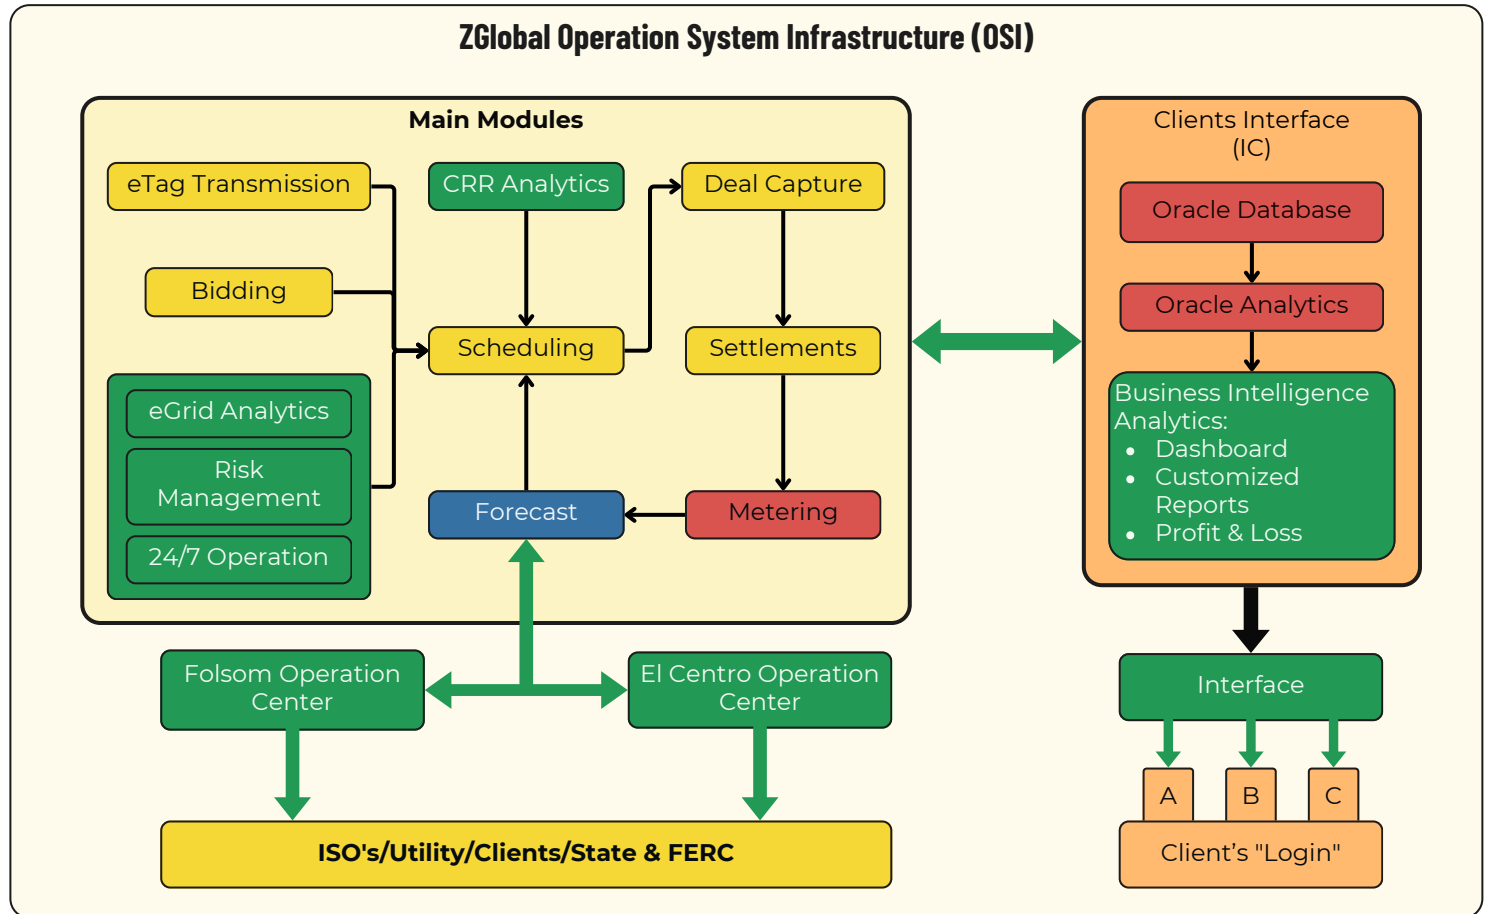 ZGlobal Operation System Infrastructure (OSI)
Main Modules
eTag Transmission
CRR Analytics
Deal Capture
Bidding
Scheduling
Settlements
eGrid Analytics
Risk
Management
24/7 Operation
Forecast
Metering
Clients Interface
(IC)
Oracle Database
Oracle Analytics
Business Intelligence
Analytics:
• Dashboard
• Customized
Reports
• Profit & Loss
Folsom Operation
Center
El Centro Operation
Center
ISO's/Utility/Clients/State & FERC
Interface
A
B
C
Client’s "Login"